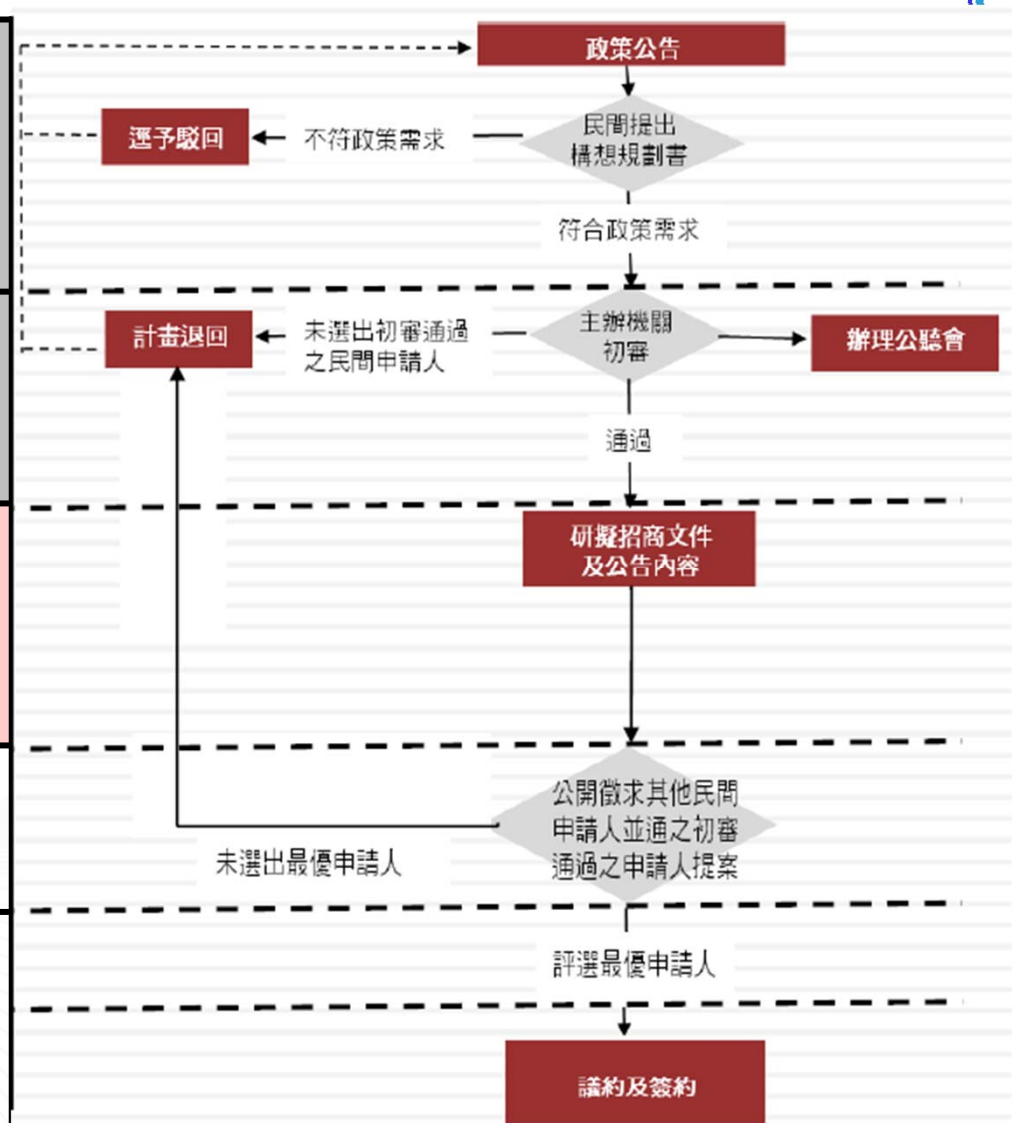 政策公告
民間提出
構想規劃書
不符政策需求
逕予駁回
符合政策需求
主辦機關
初審
未選出初審通過
之民間申請人
計畫退回
辦理公聽會
通過
研擬招商文件
及公告內容
公開徵求其他民間
申請人並通之初審
通過之申請人提案
未選出最優申請人
評選最優申請人
議約及簽約